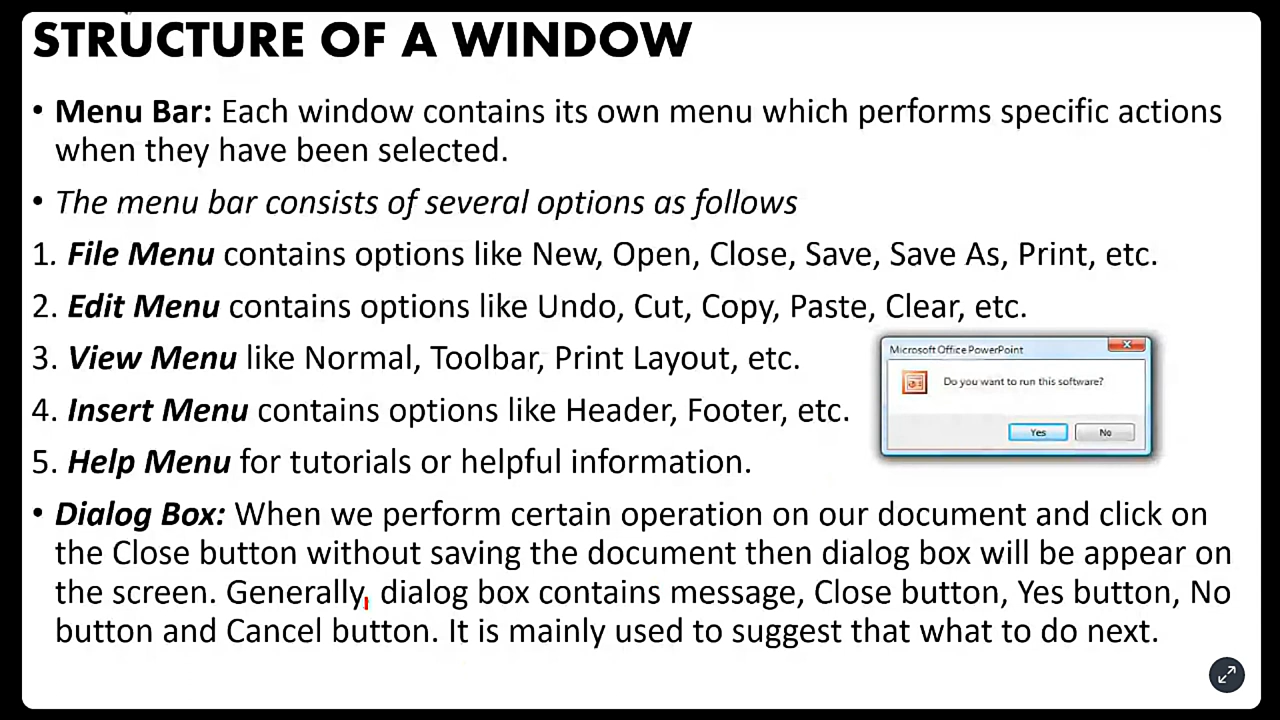 STRUCTURE OF A WINDOW
• Menu Bar: Each window contains its own menu which performs specific actions
when they have been selected.
• The menu bar consists of several options as follows
1. File Menu contains options like New, Open, Close, Save, Save As, Print, etc.
2. Edit Menu contains options like Undo, Cut, Copy, Paste, Clear, etc.
3. View Menu like Normal, Toolbar, Print Layout, etc.
Microsoft Office PowerPoint
Do you want to run this software?
Yes No
4. Insert Menu contains options like Header, Footer, etc.
5. Help Menu for tutorials or helpful information.
• Dialog Box: When we perform certain operation on our document and click on
the Close button without saving the document then dialog box will be appear on
the screen. Generally, dialog box contains message, Close button, Yes button, No
button and Cancel button. It is mainly used to suggest that what to do next.